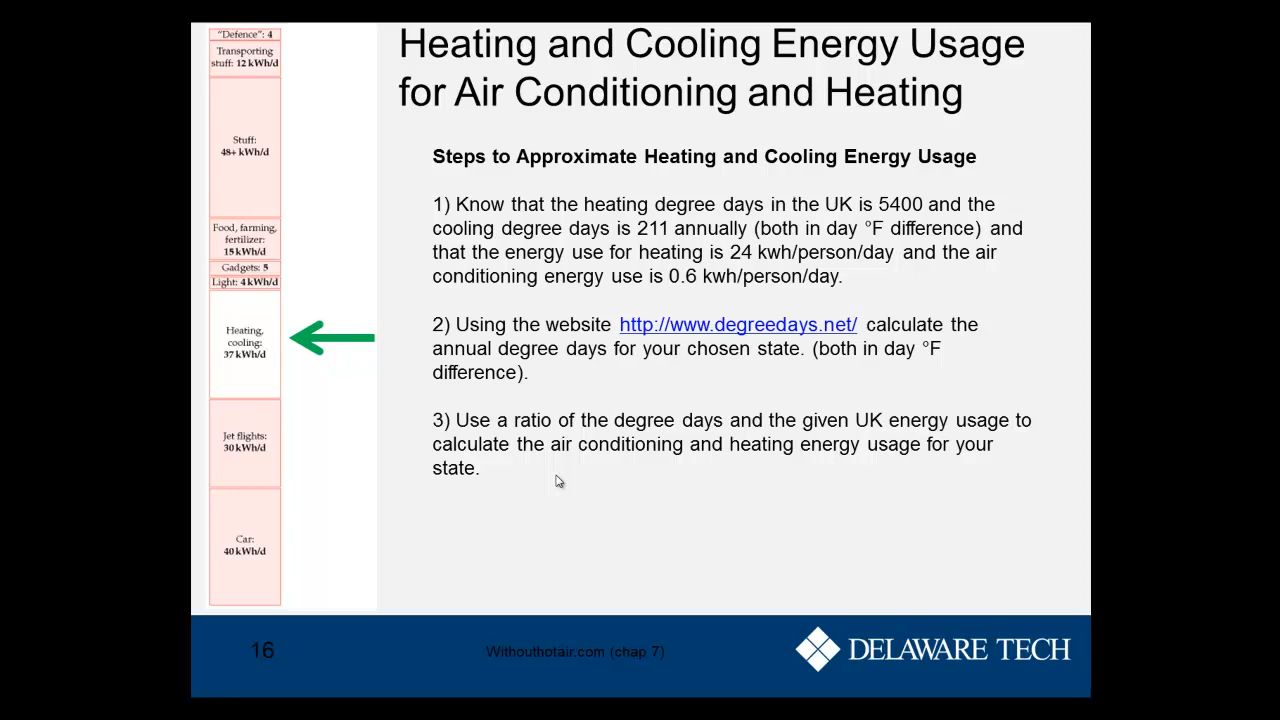 "Defence": 4
Transporting
stuff: 12 kWh/d
Stuff:
48+ kWh/d
Food, farming,
fertilizer:
15 kWh/d
Gadgets: 5
Light: 4 kWh/d
Heating,
cooling:
37 kWh/d
Jet flights:
30 kWh/d
Car:
40 kWh/d
Heating and Cooling Energy Usage
for Air Conditioning and Heating
Steps to Approximate Heating and Cooling Energy Usage
1) Know that the heating degree days in the UK is 5400 and the
cooling degree days is 211 annually (both in day °F difference) and
that the energy use for heating is 24 kwh/person/day and the air
conditioning energy use is 0.6 kwh/person/day.
2) Using the website http://www.degreedays.net/ calculate the
annual degree days for your chosen state. (both in day °F
difference).
3) Use a ratio of the degree days and the given UK energy usage to
calculate the air conditioning and heating energy usage for your
state.
16
Withouthotair.com (chap 7)
DELAWARE TECH